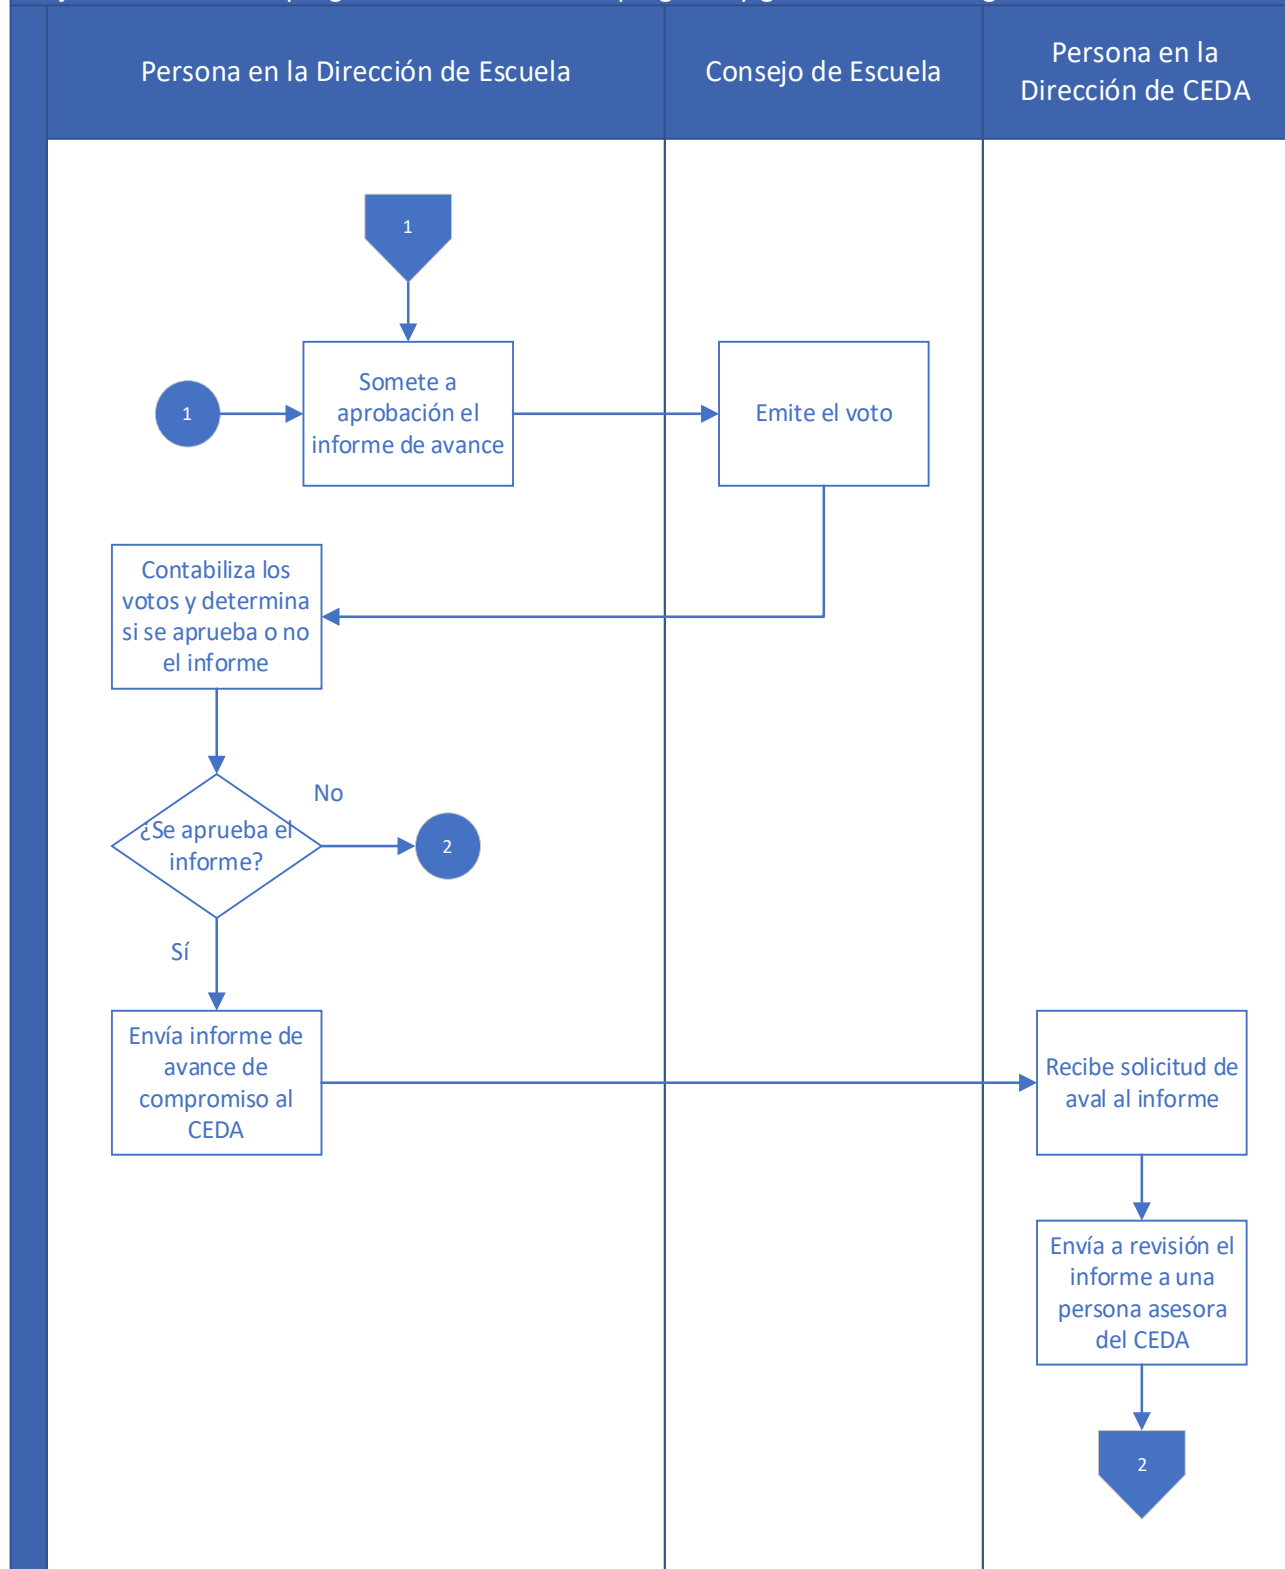 Persona en la Dirección de Escuela
Consejo de Escuela
Persona en la
Dirección de CEDA
1
1
Somete a
aprobación el
informe de avance
Emite el voto
Contabiliza los
votos y determina
si se aprueba o no
el informe
¿Se aprueba el
informe?
No
2
Sí
Envía informe de
avance de
compromiso al
CEDA
Recibe solicitud de
aval al informe
Envía a revisión el
informe a una
persona asesora
del CEDA
2